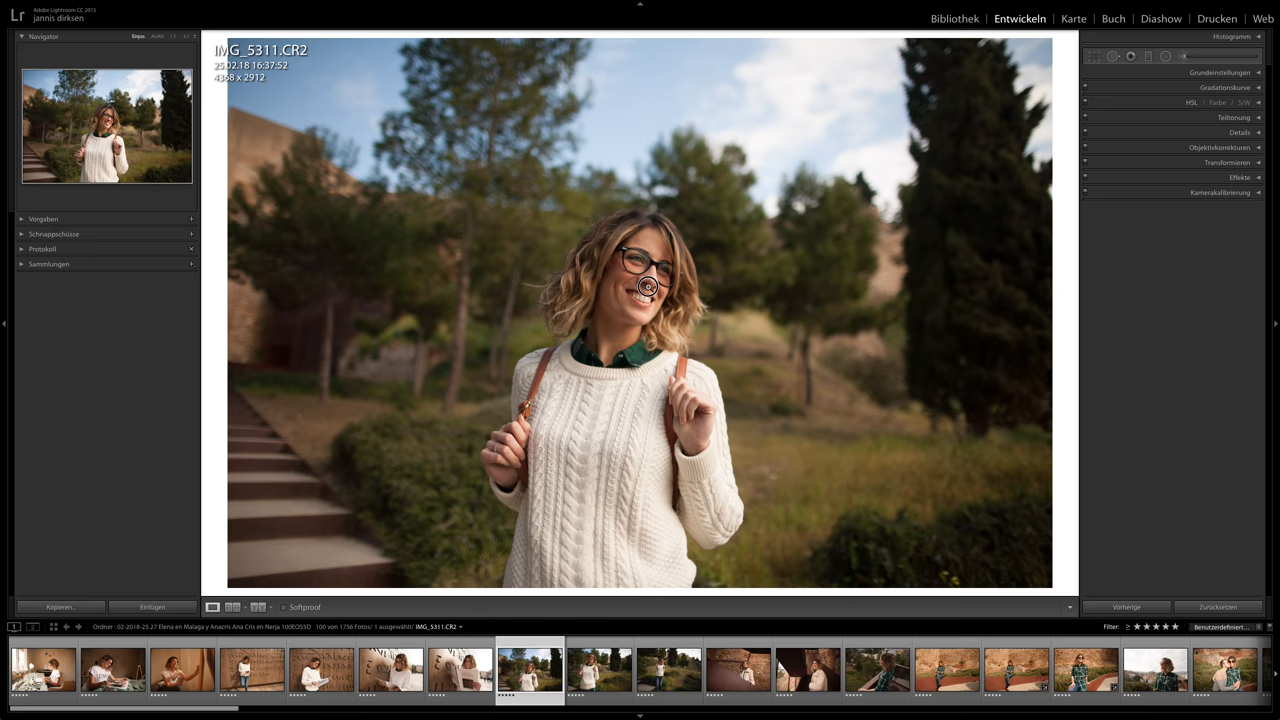 Lr
Adobe Lightroom CC 2015
jannis dirksen
Bibliothek | Entwickeln | Karte | Buch | Diashow | Drucken | Web
Navigator
Einpas.
IMG_5311.CR2
25.02.18 16:37:52
4368 x 2912
Histogramm
Grundeinstellungen
Gradationskurve
HSL / Farbe / S/W
Teiltonung
Details
Objektivkorrekturen
Transformieren
Effekte
Kamerakalibrierung
Vorgaben
Schnappschüsse
Protokoll
Sammlungen
Kopieren...
Einfügen
Softproof
Vorherige
Zurücksetzen
1 2
Ordner : 02-2018-25 27 Elena en Malaga y Anacris Ana Cris en Nerja 100EOS5D
100 von 1756 Fotos/ 1 ausgewählt/ IMG_5311.CR2
Filter: ≥ ★★★★★
Benutzerdefiniert...